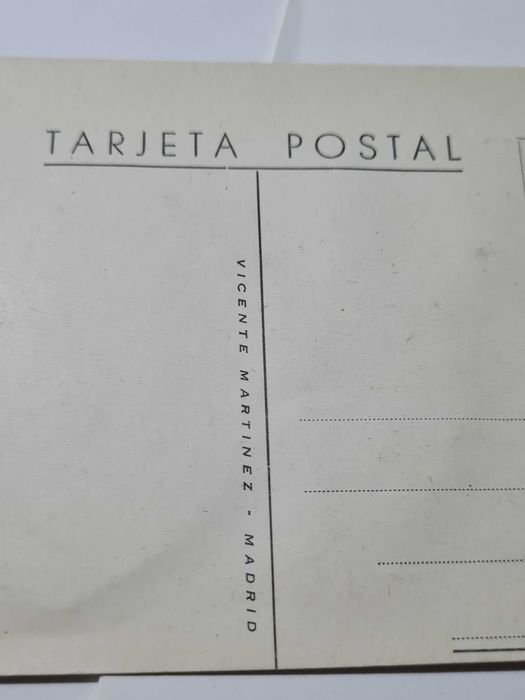 TARJETA POSTAL
VICENTE MARTINEZ - MADRID